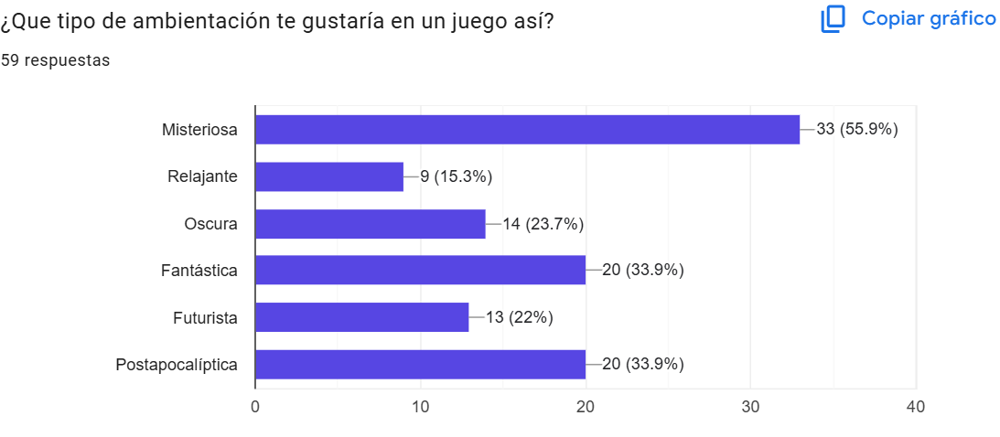 ¿Que tipo de ambientación te gustaría en un juego así?
Copiar gráfico
59 respuestas
Misteriosa
33 (55.9%)
Relajante
9 (15.3%)
Oscura
14 (23.7%)
Fantástica
20 (33.9%)
Futurista
13 (22%)
Postapocalíptica
20 (33.9%)
0 10 20 30 40